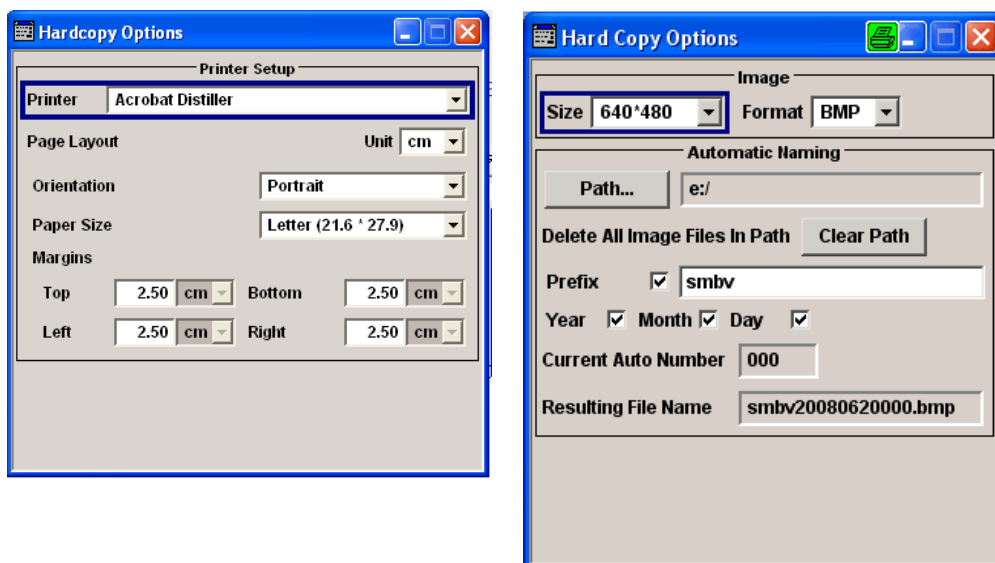 Hardcopy Options
Printer Setup
Printer Acrobat Distiller
Page Layout Unit cm
Orientation Portrait
Paper Size Letter (21.6 * 27.9)
Margins
Top 2.50 cm Bottom 2.50 cm
Left 2.50 cm Right 2.50 cm
Hard Copy Options
Image
Size 640*480 Format BMP
Automatic Naming
Path... e:/
Delete All Image Files In Path Clear Path
Prefix smbv
Year Month Day
Current Auto Number 000
Resulting File Name smbv20080620000.bmp